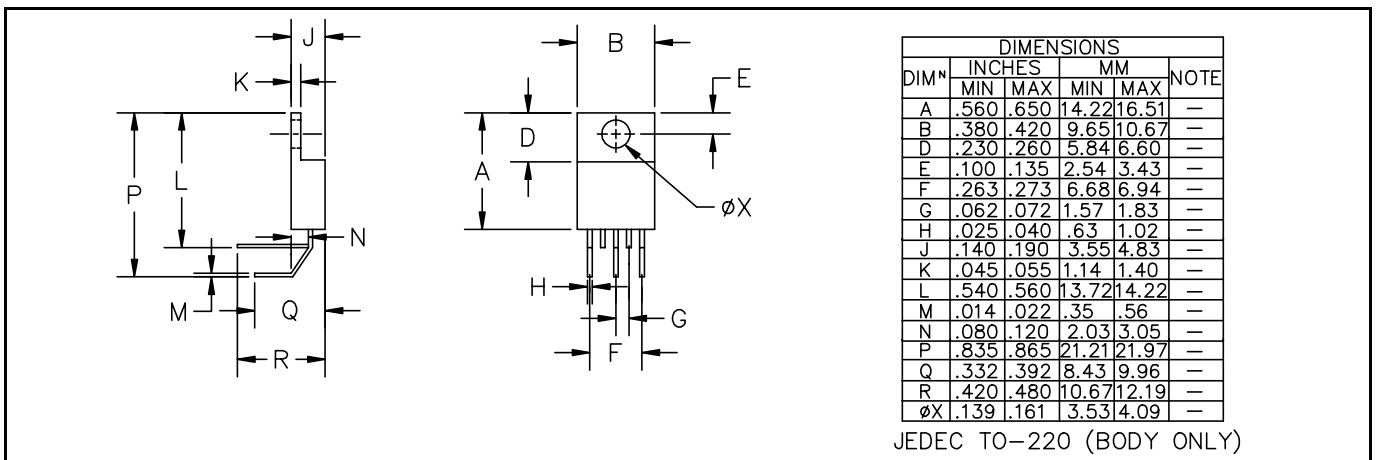 J
K
P
L
N
M
Q
R
B
E
D
A
øX
H
G
F
DIMENSIONS
DIMᴺ INCHES MM NOTE
MIN MAX MIN MAX
A .560 .650 14.22 16.51 —
B .380 .420 9.65 10.67 —
D .230 .260 5.84 6.60 —
E .100 .135 2.54 3.43 —
F .263 .273 6.68 6.94 —
G .062 .072 1.57 1.83 —
H .025 .040 .63 1.02 —
J .140 .190 3.55 4.83 —
K .045 .055 1.14 1.40 —
L .540 .560 13.72 14.22 —
M .014 .022 .35 .56 —
N .080 .120 2.03 3.05 —
P .835 .865 21.21 21.97 —
Q .332 .392 8.43 9.96 —
R .420 .480 10.67 12.19 —
øX .139 .161 3.53 4.09 —
JEDEC TO-220 (BODY ONLY)